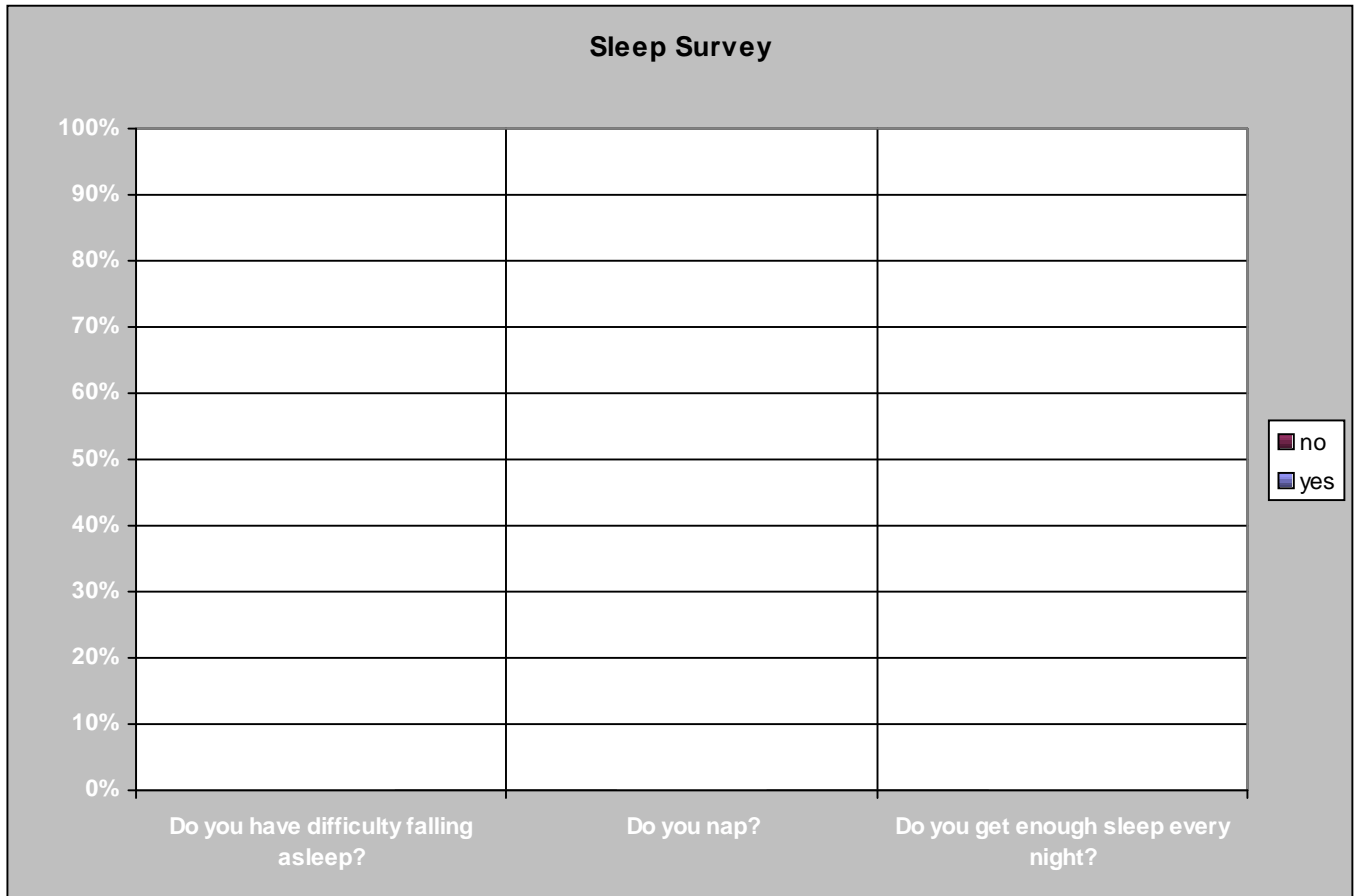 Sleep Survey
100%
90%
80%
70%
60%
50%
40%
30%
20%
10%
0%
no
yes
Do you have difficulty falling
asleep?
Do you nap?
Do you get enough sleep every
night?